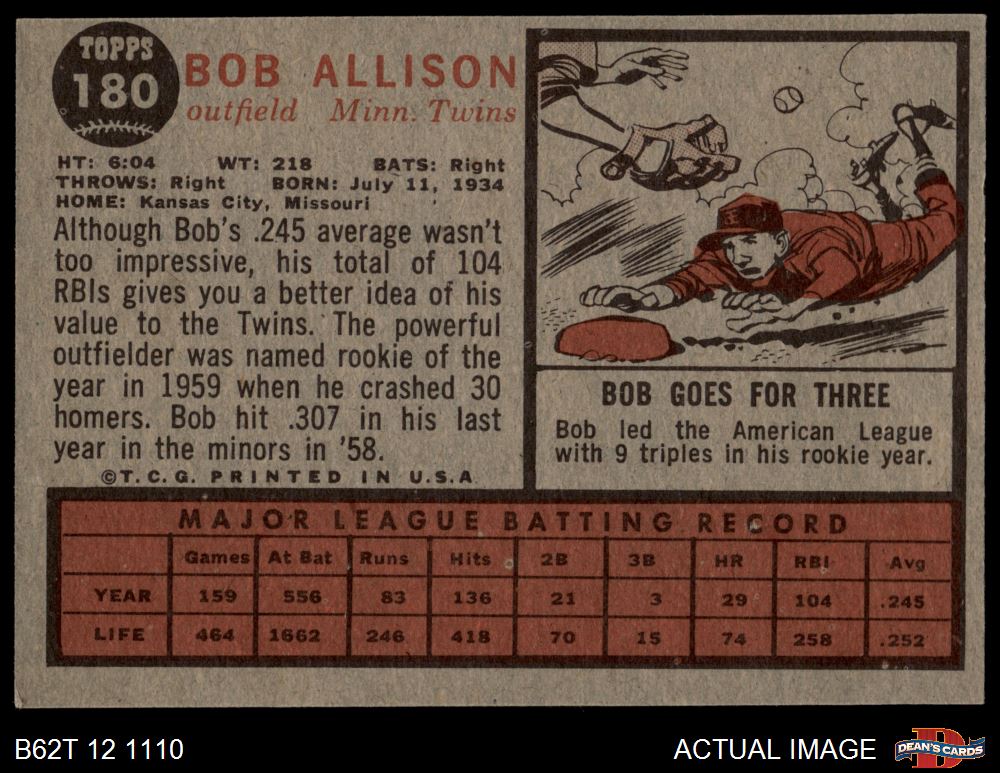 TOPPS
180
BOB ALLISON
outfield Minn. Twins
HT: 6:04 WT: 218 BATS: Right
THROWS: Right BORN: July 11, 1934
HOME: Kansas City, Missouri
Although Bob's .245 average wasn't
too impressive, his total of 104
RBIs gives you a better idea of his
value to the Twins. The powerful
outfielder was named rookie of the
year in 1959 when he crashed 30
homers. Bob hit .307 in his last
year in the minors in '58.
©T.C.G. PRINTED IN U.S.A
BOB GOES FOR THREE
Bob led the American League
with 9 triples in his rookie year.
MAJOR LEAGUE BATTING RECORD
Games At Bat Runs Hits 2B 3B HR RBI Avg
YEAR 159 556 83 136 21 3 29 104 .245
LIFE 464 1662 246 418 70 15 74 258 .252
B62T 12 1110
ACTUAL IMAGE
D
DEAN'S CARDS